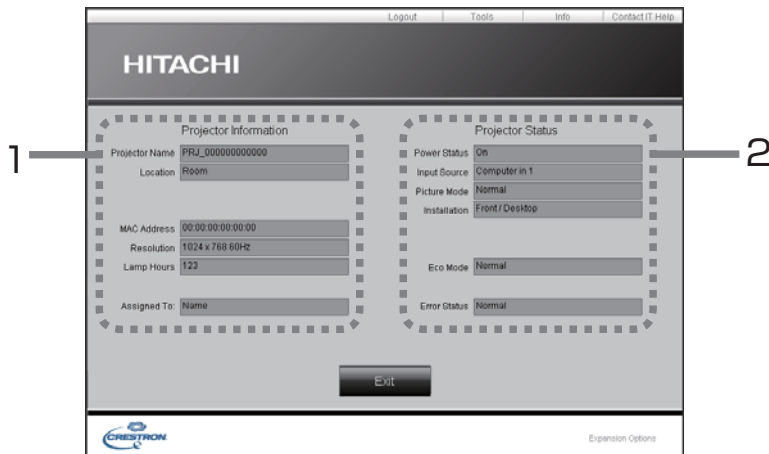 Logout Tools Info Contact IT Help
HITACHI
1
Projector Information
Projector Name PRJ_000000000000
Location Room
MAC Address 00:00:00:00:00:00
Resolution 1024 x 768 60Hz
Lamp Hours 123
Assigned To: Name
Projector Status
2
Power Status On
Input Source Computer in 1
Picture Mode Normal
Installation Front / Desktop
Eco Mode Normal
Error Status Normal
Exit
CRESTRON
Expansion Options